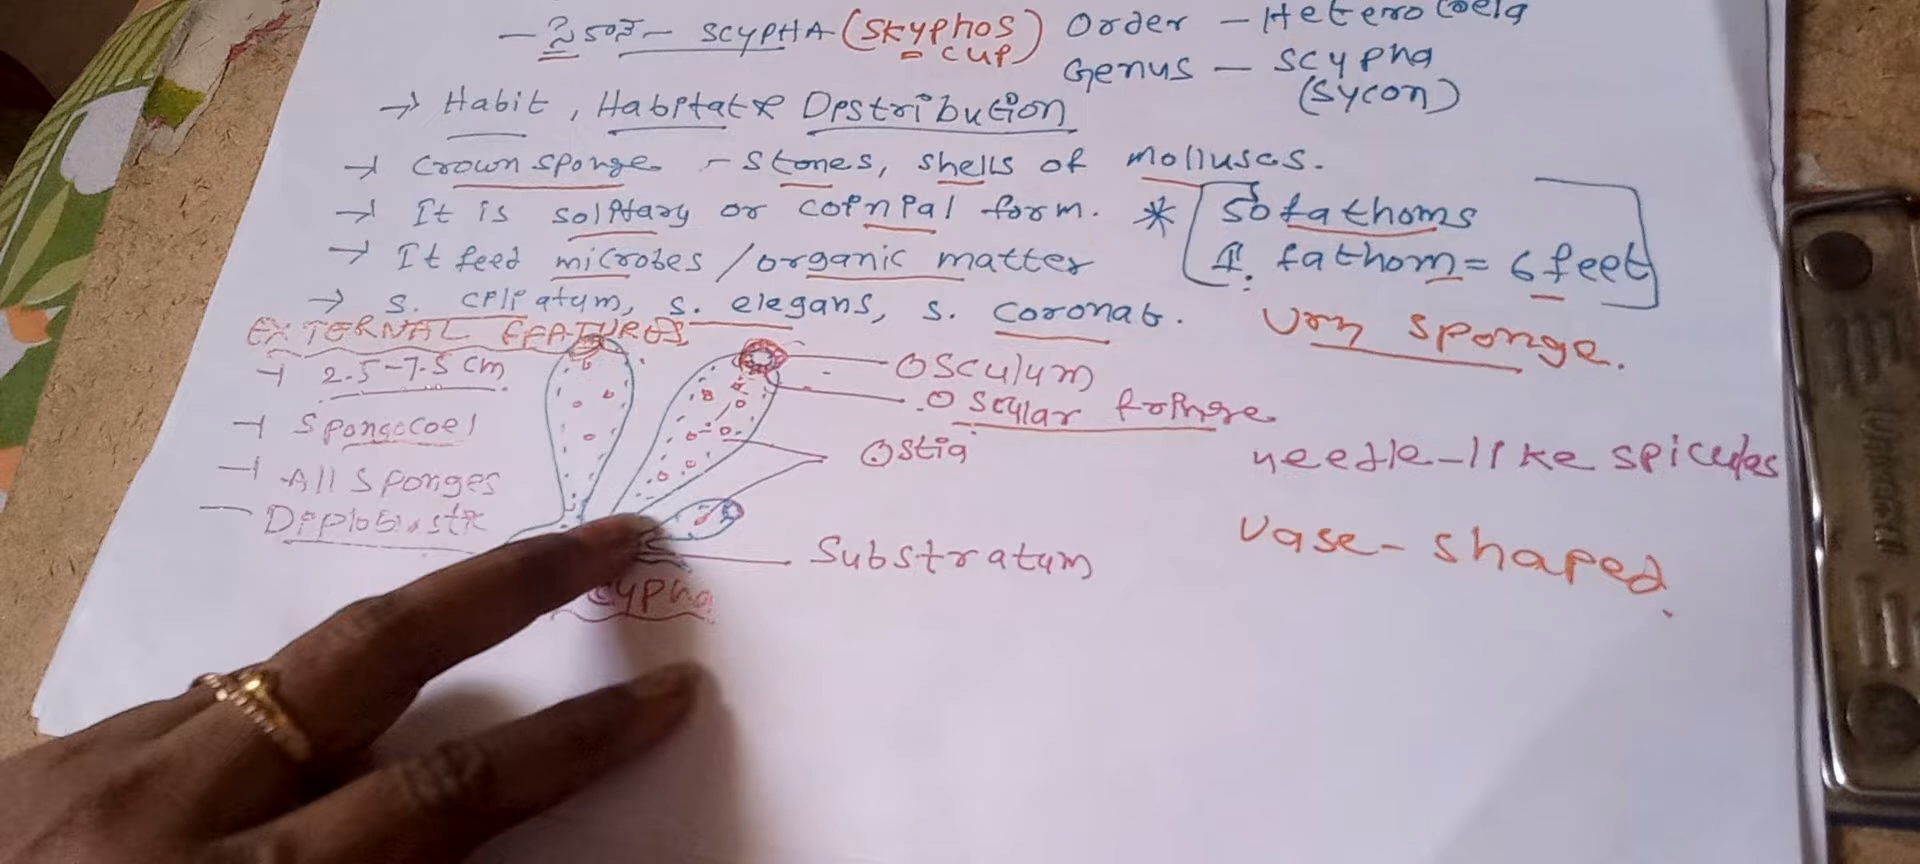 - సైకాన్ - SCYPHA (SKYPHOS = CUP)
Order - Heterocoela
Genus - Scypha
(Sycon)
→ Habit, Habitat & Distribution
→ Crown sponge - Stones, shells of Molluscs.
→ It is solitary or colnial form.
* 50 fathoms
1. fathom = 6 feet
→ It feed microbes / organic matter
→ S. ciliatum, S. elegans, S. coronat.
Urn sponge.
EXTERNAL FEATURES
→ 2.5-7.5 cm
→ Spongocoel
→ All Sponges
— Diploblastic
Osculum
Oscular fringe
Ostia
needle-like spicules
Vase-shaped
Substratum
Scypha